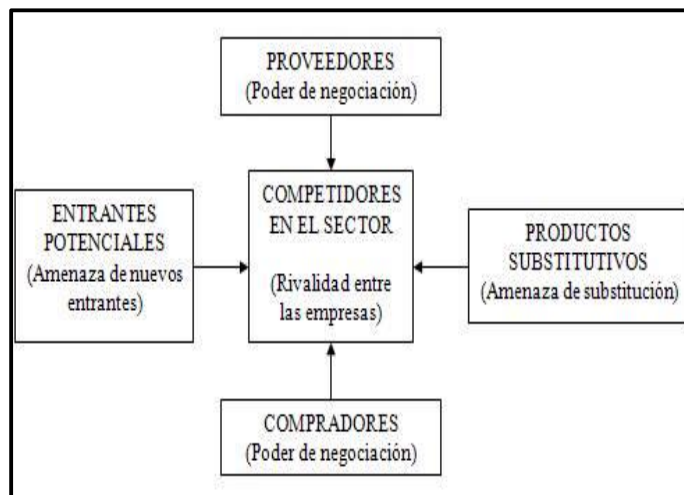 PROVEEDORES
(Poder de negociación)
ENTRANTES
POTENCIALES
(Amenaza de nuevos
entrantes)
COMPETIDORES
EN EL SECTOR
(Rivalidad entre
las empresas)
PRODUCTOS
SUBSTITUTIVOS
(Amenaza de substitución)
COMPRADORES
(Poder de negociación)